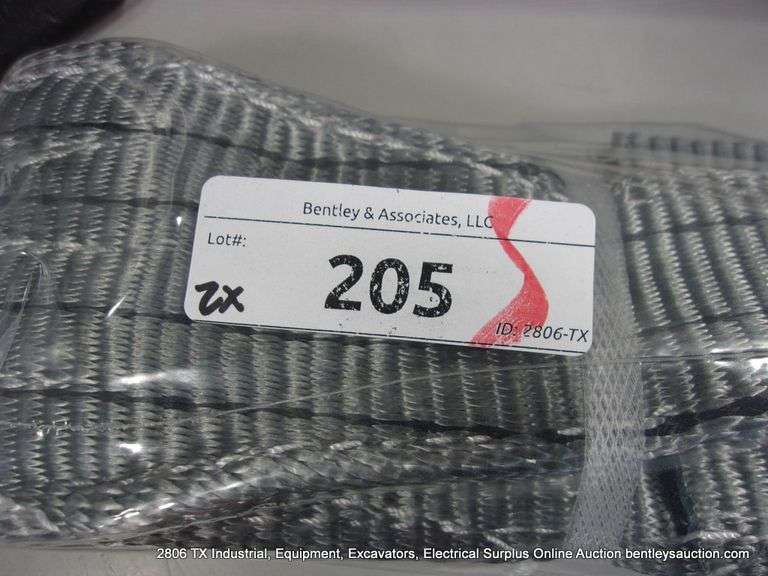 Bentley & Associates, LLC
Lot#:
205
2X
ID: 2806-TX
2806 TX Industrial, Equipment, Excavators, Electrical Surplus Online Auction bentleysauction.com